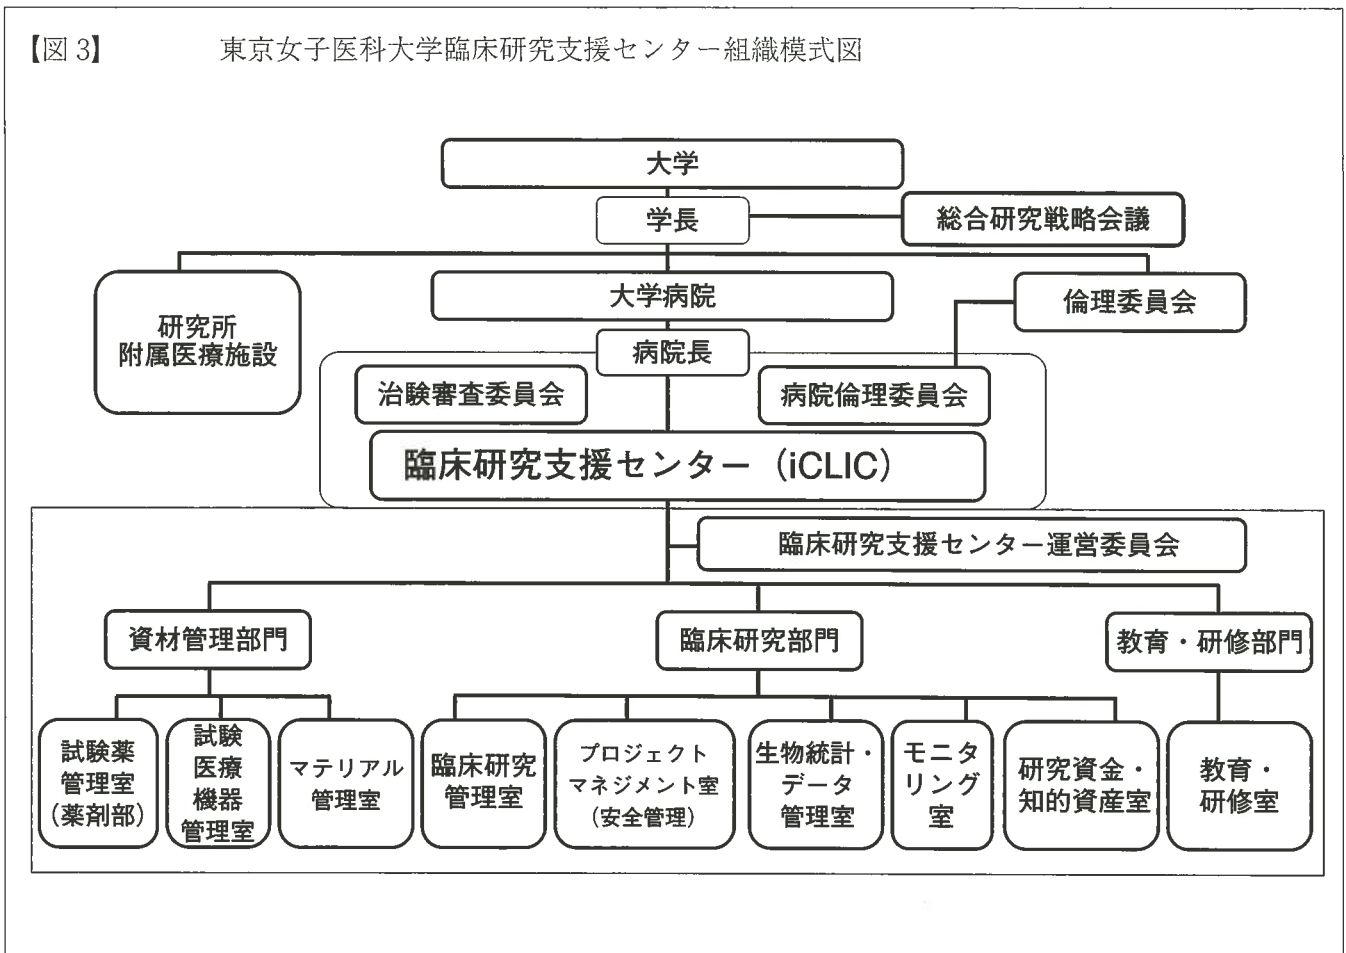 【図3】 東京女子医科大学臨床研究支援センター組織模式図
大学
学長
総合研究戦略会議
研究所
附属医療施設
大学病院
倫理委員会
病院長
治験審査委員会
病院倫理委員会
臨床研究支援センター（iCLIC）
臨床研究支援センター運営委員会
資材管理部門
臨床研究部門
教育・研修部門
試験薬
管理室
（薬剤部）
試験
医療
機器
管理室
マテリアル
管理室
臨床研究
管理室
プロジェクト
マネジメント室
（安全管理）
生物統計・
データ
管理室
モニタ
リング
室
研究資金・
知的資産室
教育・
研修室